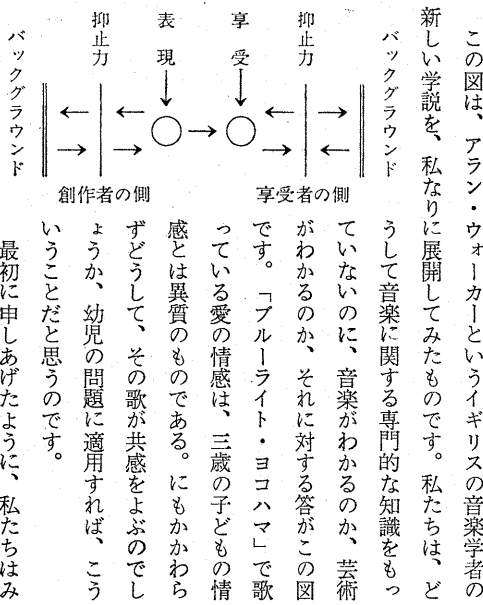 この図は、アラン・ウォーカーというイギリスの音楽学者の
新しい学説を、私なりに展開してみたものです。私たちは、ど
バックグラウンド
抑止力
享受
表現
抑止力
バックグラウンド
享受者の側
創作者の側
うして音楽に関する専門的な知識をもっ
ていないのに、音楽がわかるのか、芸術
がわかるのか、それに対する答がこの図
です。「ブルーライト・ヨコハマ」で歌
っている愛の情感は、三歳の子どもの情
感とは異質のものである。にもかかわら
ずどうして、その歌が共感をよぶのでし
ょうか、幼児の問題に適用すれば、こう
いうことだと思うのです。
最初に申しあげたように、私たちはみ